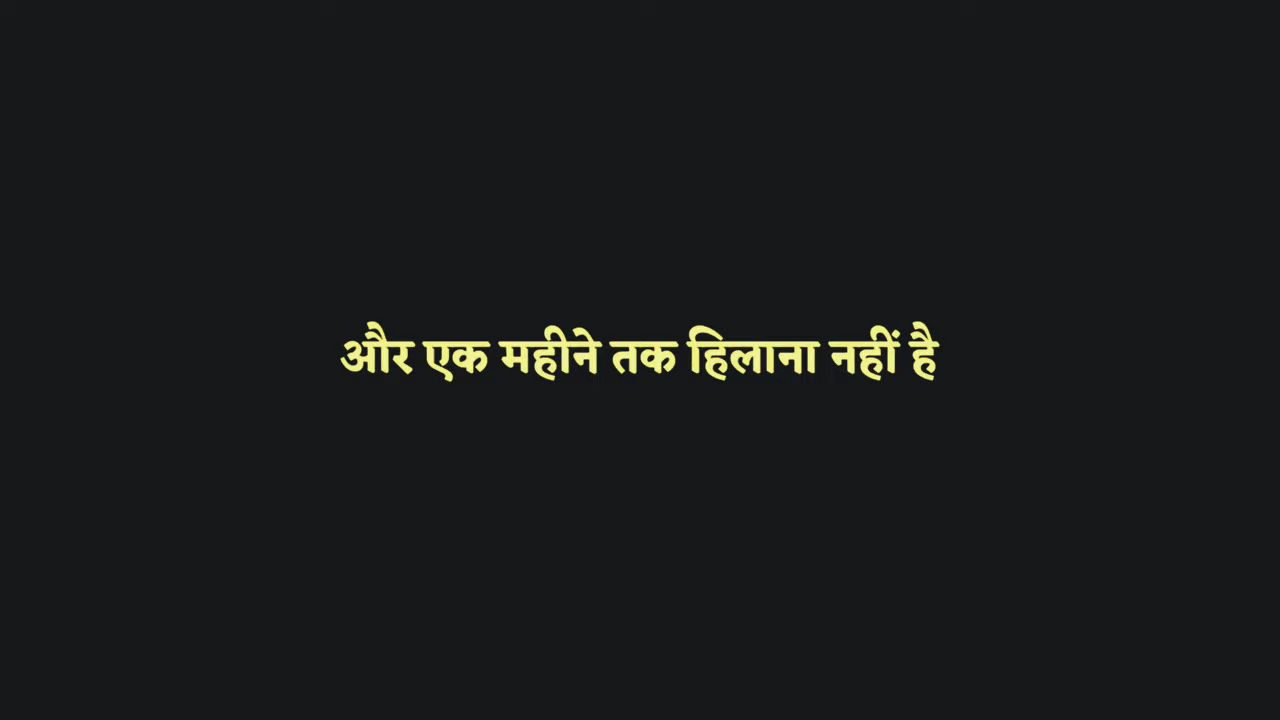 और एक महीने तक हिलाना नहीं है